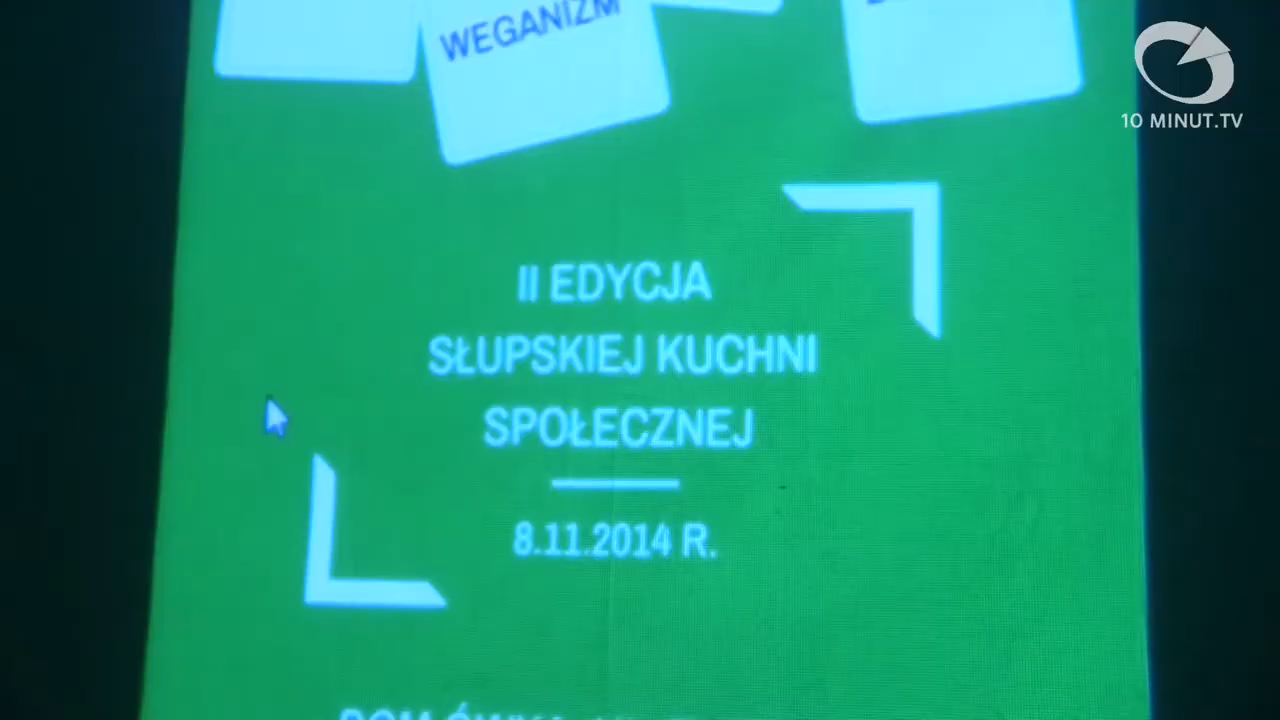 WEGANIZM
10 MINUT.TV
II EDYCJA
SŁUPSKIEJ KUCHNI
SPOŁECZNEJ
8.11.2014 R.